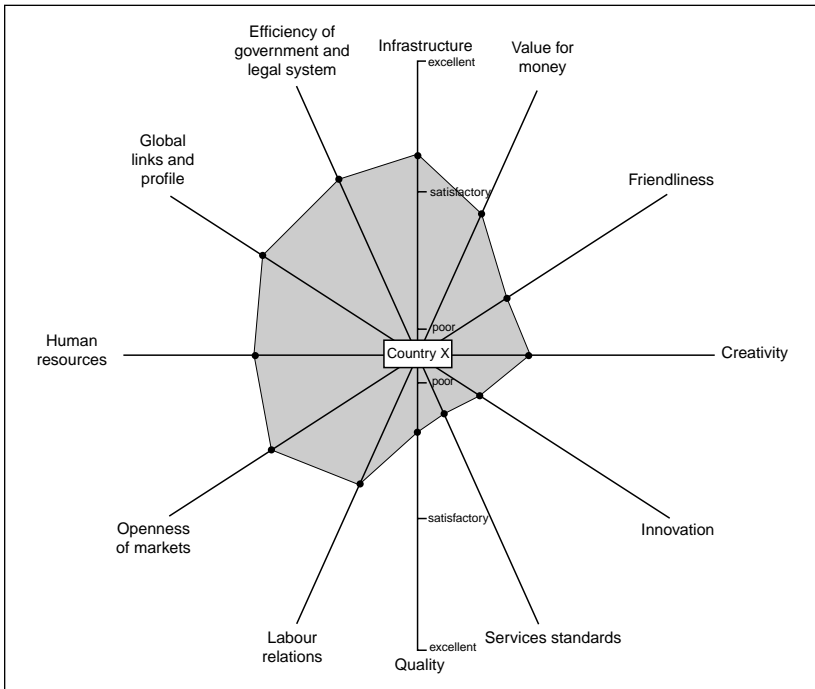 Efficiency of
government and
legal system
Infrastructure
excellent
Value for
money
Global
links and
profile
satisfactory
Friendliness
poor
Human
resources
Country X
Creativity
poor
Openness
of markets
satisfactory
Innovation
Labour
relations
excellent
Quality
Services standards